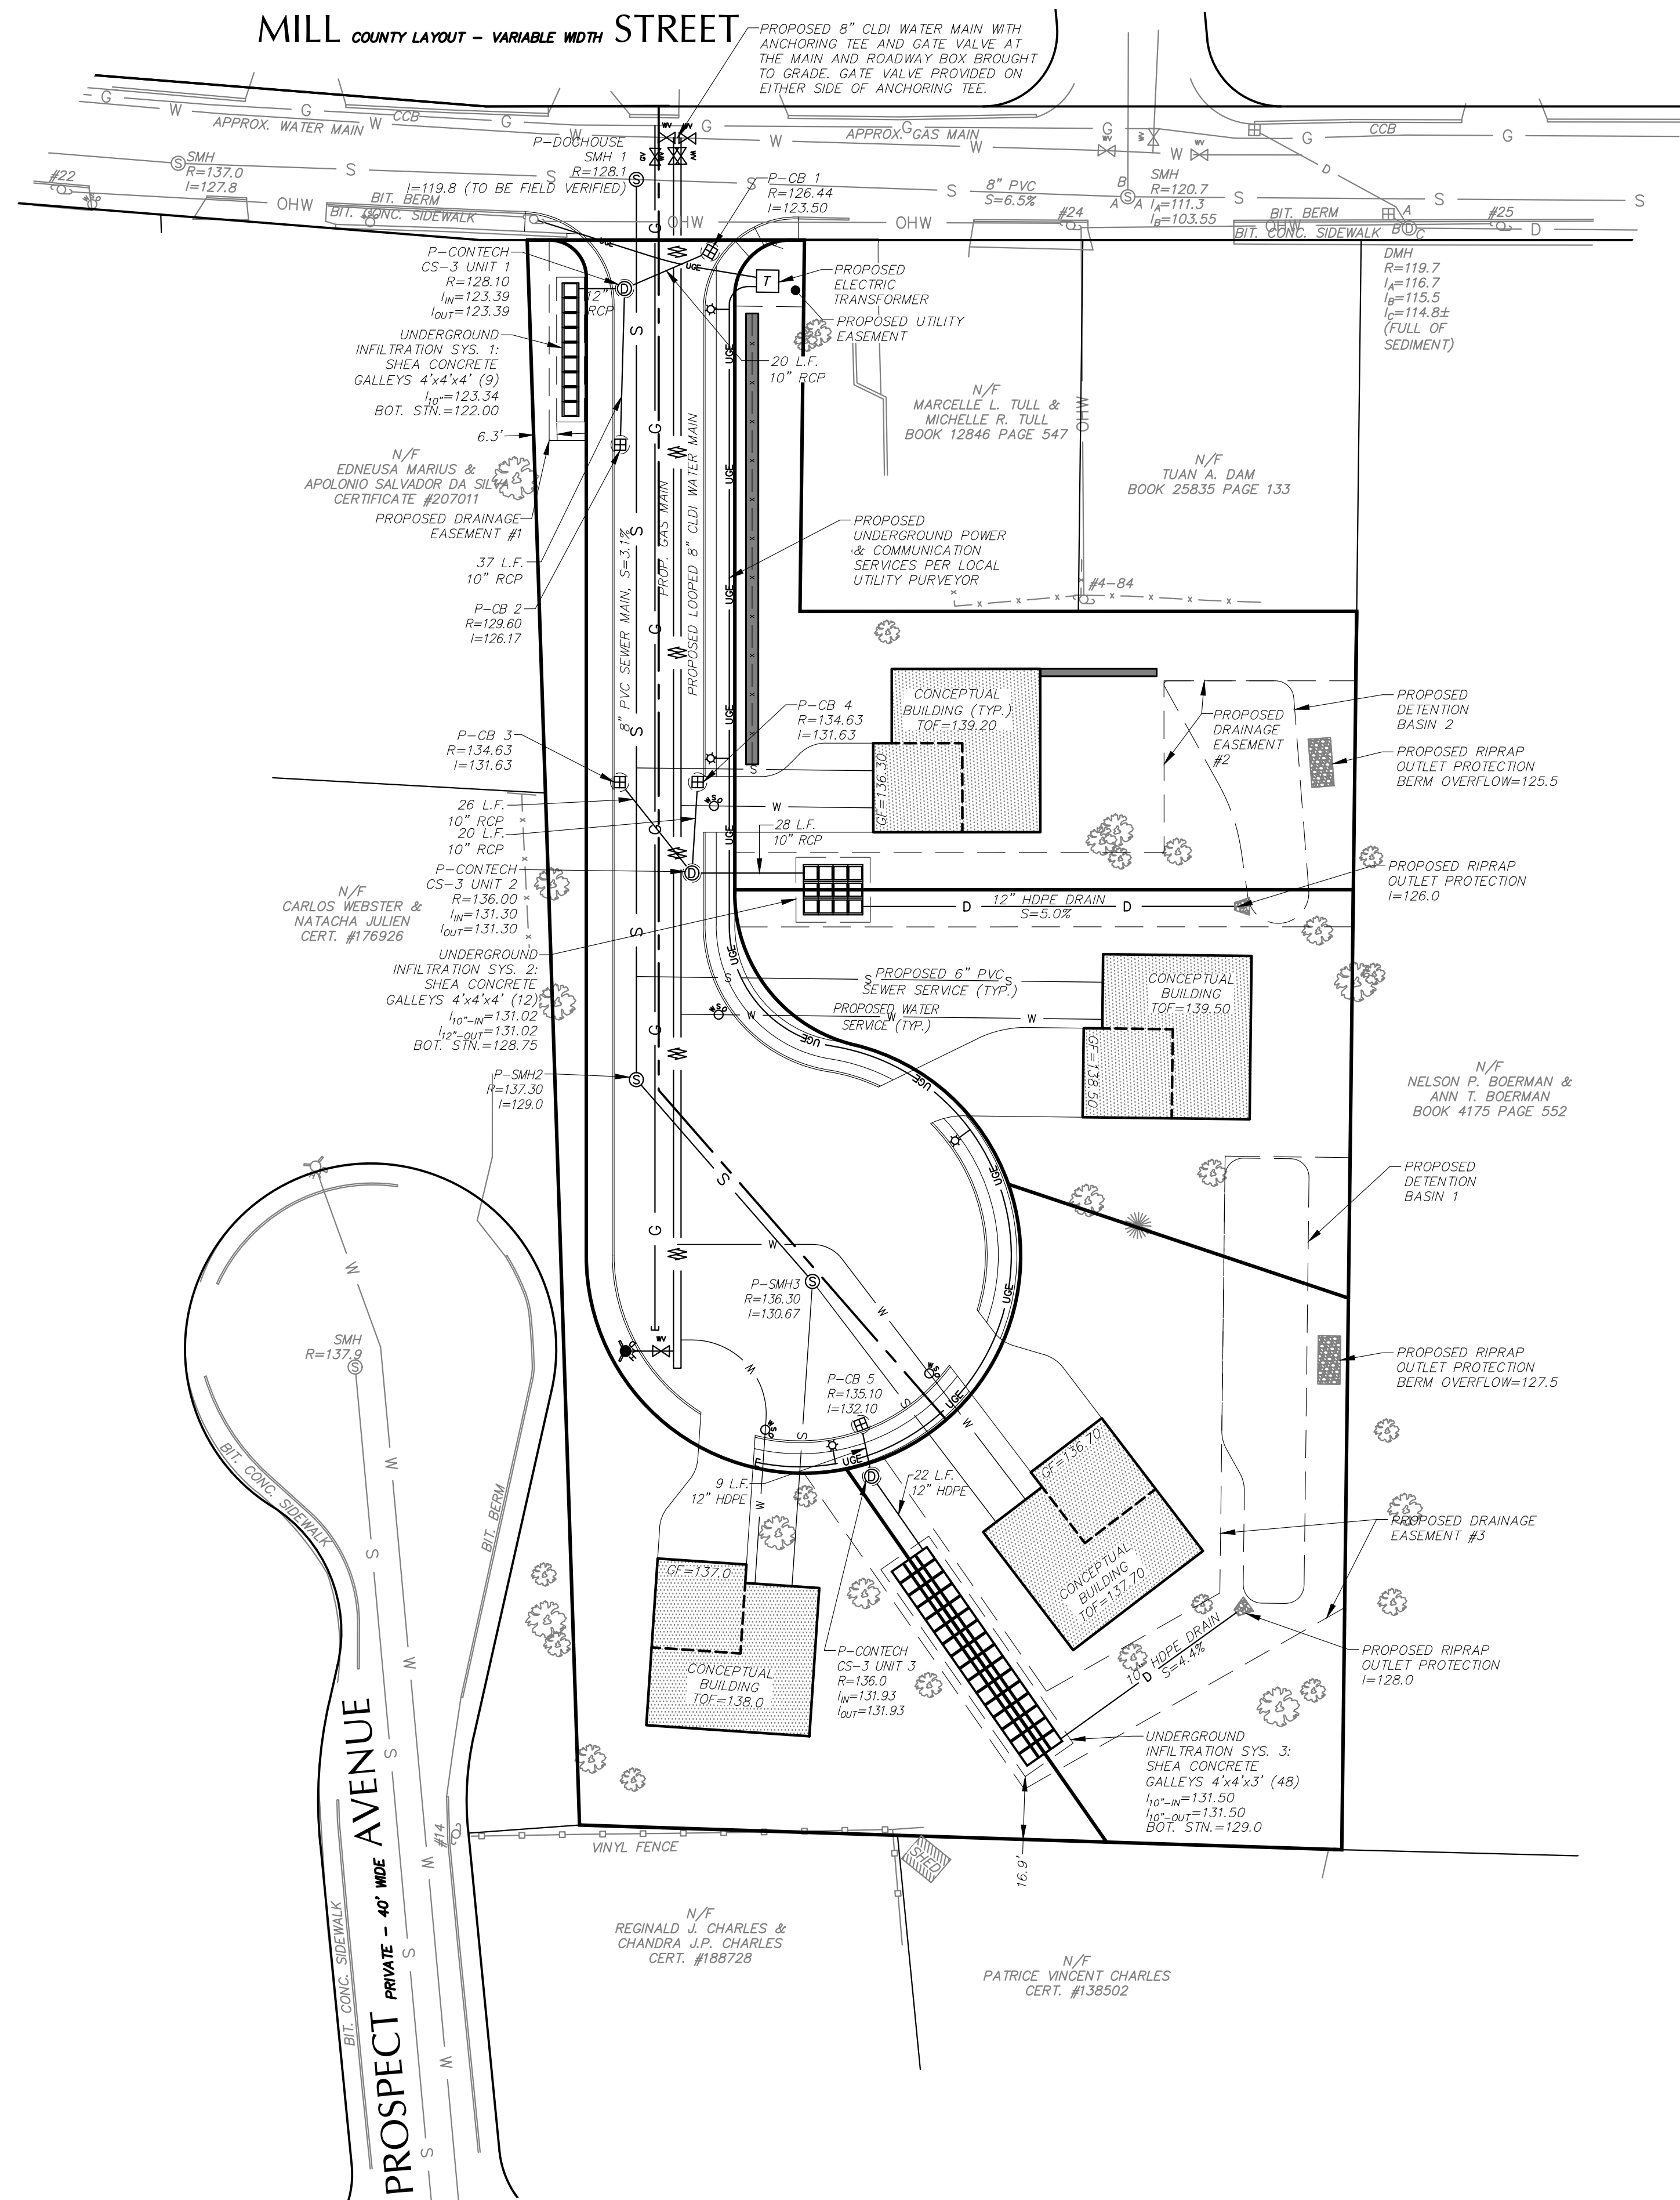 MILL COUNTY LAYOUT - VARIABLE WIDTH STREET
PROPOSED 8" CLDI WATER MAIN WITH
ANCHORING TEE AND GATE VALVE AT
THE MAIN AND ROADWAY BOX BROUGHT
TO GRADE. GATE VALVE PROVIDED ON
EITHER SIDE OF ANCHORING TEE.
G W G W G W G W W G W G G
APPROX. WATER MAIN
CCB
APPROX. GAS MAIN
CCB
WV WV GV WV WV WV WV
P-DOGHOUSE
SMH 1
R=128.1
I=119.8 (TO BE FIELD VERIFIED)
SMH
R=137.0
I=127.8
#22
BIT. BERM
BIT. CONC. SIDEWALK
OHW OHW OHW OHW
S S S S S S S S
8" PVC
S=6.5%
#24
B
A A
SMH
R=120.7
IA=111.3
IB=103.55
BIT. BERM
BIT. CONC. SIDEWALK
#25
A
B D C
D
DMH
R=119.7
IA=116.7
IB=115.5
IC=114.8±
(FULL OF
SEDIMENT)
P-CB 1
R=126.44
I=123.50
P-CONTECH
CS-3 UNIT 1
R=128.10
IIN=123.39
IOUT=123.39
12"
RCP
UGE
UGE
T
PROPOSED
ELECTRIC
TRANSFORMER
PROPOSED UTILITY
EASEMENT
UNDERGROUND
INFILTRATION SYS. 1:
SHEA CONCRETE
GALLEYS 4'x4'x4' (9)
I10"=123.34
BOT. STN.=122.00
20 L.F.
10" RCP
6.3'
N/F
MARCELLE L. TULL &
MICHELLE R. TULL
BOOK 12846 PAGE 547
OHW
N/F
TUAN A. DAM
BOOK 25835 PAGE 133
N/F
EDNEUSA MARIUS &
APOLONIO SALVADOR DA SILVA
CERTIFICATE #207011
PROPOSED DRAINAGE
EASEMENT #1
37 L.F.
10" RCP
P-CB 2
R=129.60
I=126.17
8" PVC SEWER MAIN, S=3.1%
PROP. GAS MAIN
PROPOSED LOOPED 8" CLDI WATER MAIN
PROPOSED
UNDERGROUND POWER
& COMMUNICATION
SERVICES PER LOCAL
UTILITY PURVEYOR
#4-84
P-CB 4
R=134.63
I=131.63
P-CB 3
R=134.63
I=131.63
CONCEPTUAL
BUILDING (TYP.)
TOF=139.20
GF=136.30
PROPOSED
DRAINAGE
EASEMENT
#2
PROPOSED
DETENTION
BASIN 2
PROPOSED RIPRAP
OUTLET PROTECTION
BERM OVERFLOW=125.5
26 L.F.
10" RCP
20 L.F.
10" RCP
28 L.F.
10" RCP
P-CONTECH
CS-3 UNIT 2
R=136.00
IIN=131.30
IOUT=131.30
PROPOSED RIPRAP
OUTLET PROTECTION
I=126.0
D 12" HDPE DRAIN D
S=5.0%
N/F
CARLOS WEBSTER &
NATACHA JULIEN
CERT. #176926
UNDERGROUND
INFILTRATION SYS. 2:
SHEA CONCRETE
GALLEYS 4'x4'x4' (12)
I10"-IN=131.02
I12"-OUT=131.02
BOT. STN.=128.75
S PROPOSED 6" PVC S
SEWER SERVICE (TYP.)
PROPOSED WATER
SERVICE (TYP.)
CONCEPTUAL
BUILDING
TOF=139.50
GF=138.50
P-SMH2
R=137.30
I=129.0
N/F
NELSON P. BOERMAN &
ANN T. BOERMAN
BOOK 4175 PAGE 552
PROPOSED
DETENTION
BASIN 1
P-SMH3
R=136.30
I=130.67
SMH
R=137.9
WV
HYD
P-CB 5
R=135.10
I=132.10
PROPOSED RIPRAP
OUTLET PROTECTION
BERM OVERFLOW=127.5
GF=136.70
CONCEPTUAL
BUILDING
TOF=137.70
9 L.F.
12" HDPE
22 L.F.
12" HDPE
BIT. CONC. SIDEWALK
BIT. BERM
PROPOSED DRAINAGE
EASEMENT #3
GF=137.0
CONCEPTUAL
BUILDING
TOF=138.0
P-CONTECH
CS-3 UNIT 3
R=136.0
IIN=131.93
IOUT=131.93
10" HDPE DRAIN
D S=4.4%
PROPOSED RIPRAP
OUTLET PROTECTION
I=128.0
UNDERGROUND
INFILTRATION SYS. 3:
SHEA CONCRETE
GALLEYS 4'x4'x3' (48)
I10"-IN=131.50
I10"-OUT=131.50
BOT. STN.=129.0
#14
VINYL FENCE
SHED
16.9'
PROSPECT PRIVATE - 40' WIDE AVENUE
BIT. CONC. SIDEWALK
N/F
REGINALD J. CHARLES &
CHANDRA J.P. CHARLES
CERT. #188728
N/F
PATRICE VINCENT CHARLES
CERT. #138502